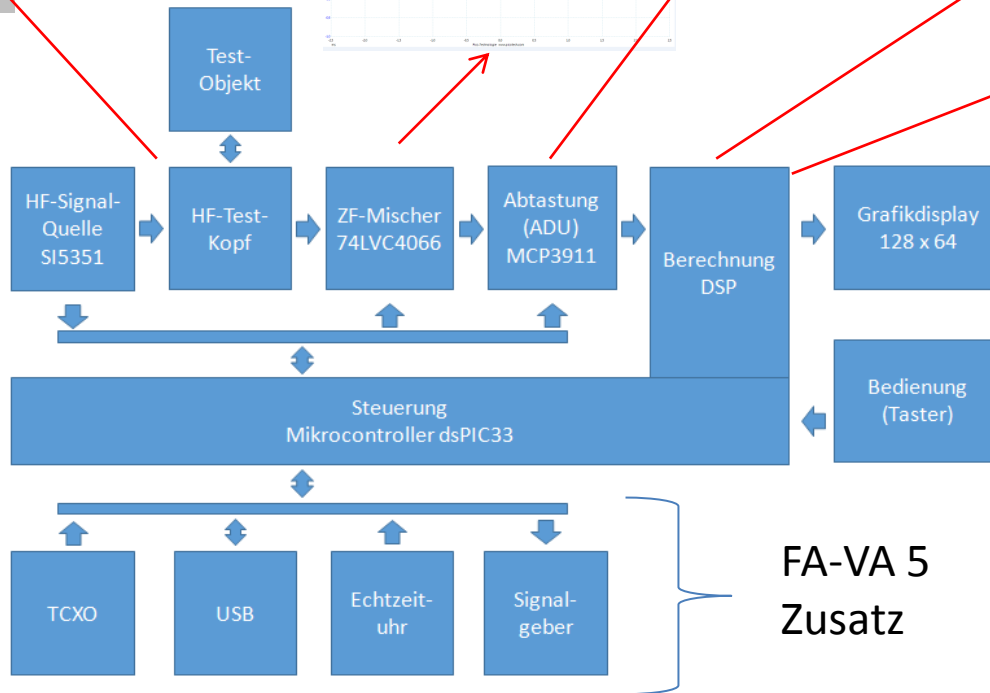 Test-
Objekt
HF-Signal-
Quelle
SI5351
HF-Test-
Kopf
ZF-Mischer
74LVC4066
Abtastung
(ADU)
MCP3911
Berechnung
DSP
Grafikdisplay
128 x 64
Steuerung
Mikrocontroller dsPIC33
Bedienung
(Taster)
TCXO
USB
Echtzeit-
uhr
Signal-
geber
FA-VA 5
Zusatz